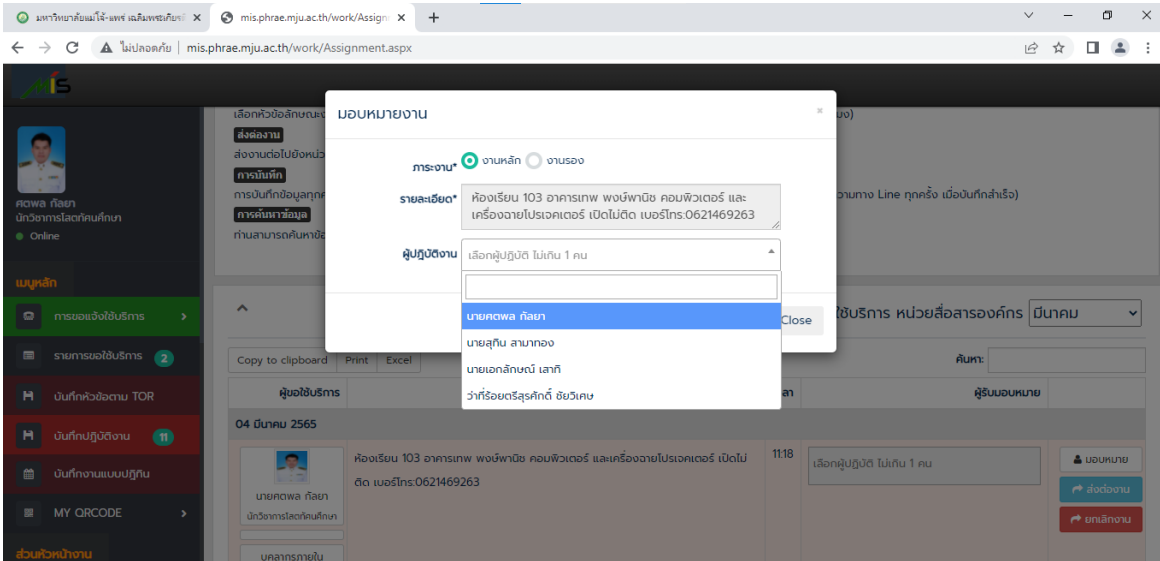 มหาวิทยาลัยแม่โจ้-แพร่ เฉลิมพระเกียรติ
mis.phrae.mju.ac.th/work/Assignm
ไม่ปลอดภัย | mis.phrae.mju.ac.th/work/Assignment.aspx
MIS
ศตพล กัลยา
นักวิชาการโสตทัศนศึกษา
Online
เมนูหลัก
การขอแจ้งใช้บริการ
รายการขอใช้บริการ 2
บันทึกหัวข้อตาม TOR
บันทึกปฏิบัติงาน 11
บันทึกงานแบบปฏิทิน
MY QRCODE
ส่วนหัวหน้างาน
เลือกหัวข้อลักษณะ
ส่งต่องาน
ส่งงานต่อไปยังหน่ว
การบันทึก
การบันทึกข้อมูลทุกค
วามทาง Line ทุกครั้ง เมื่อบันทึกสำเร็จ)
การค้นหาข้อมูล
ท่านสามารถค้นหาข้อ
มอบหมายงาน
×
ภาระงาน* งานหลัก งานรอง
รายละเอียด* ห้องเรียน 103 อาคารเทพ พงษ์พานิช คอมพิวเตอร์ และ
เครื่องฉายโปรเจคเตอร์ เปิดไม่ติด เบอร์โทร:0621469263
ผู้ปฏิบัติงาน เลือกผู้ปฏิบัติ ไม่เกิน 1 คน
นายศตพล กัลยา
นายสุทิน สามาทอง
นายเอกลักษณ์ เสาทิ
ว่าที่ร้อยตรีสุรศักดิ์ ชัยวิเศษ
Close
ใช้บริการ หน่วยสื่อสารองค์กร มีนาคม
Copy to clipboard Print Excel
ค้นหา:
ผู้ขอใช้บริการ
ลา
ผู้รับมอบหมาย
04 มีนาคม 2565
นายศตพล กัลยา
นักวิชาการโสตทัศนศึกษา
บุคลากรภายใน
ห้องเรียน 103 อาคารเทพ พงษ์พานิช คอมพิวเตอร์ และเครื่องฉายโปรเจคเตอร์ เปิดไม่
ติด เบอร์โทร:0621469263
11:18
เลือกผู้ปฏิบัติ ไม่เกิน 1 คน
มอบหมาย
ส่งต่องาน
ยกเลิกงาน